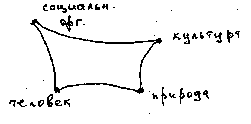 социальн.
орг.
культура
человек
природа